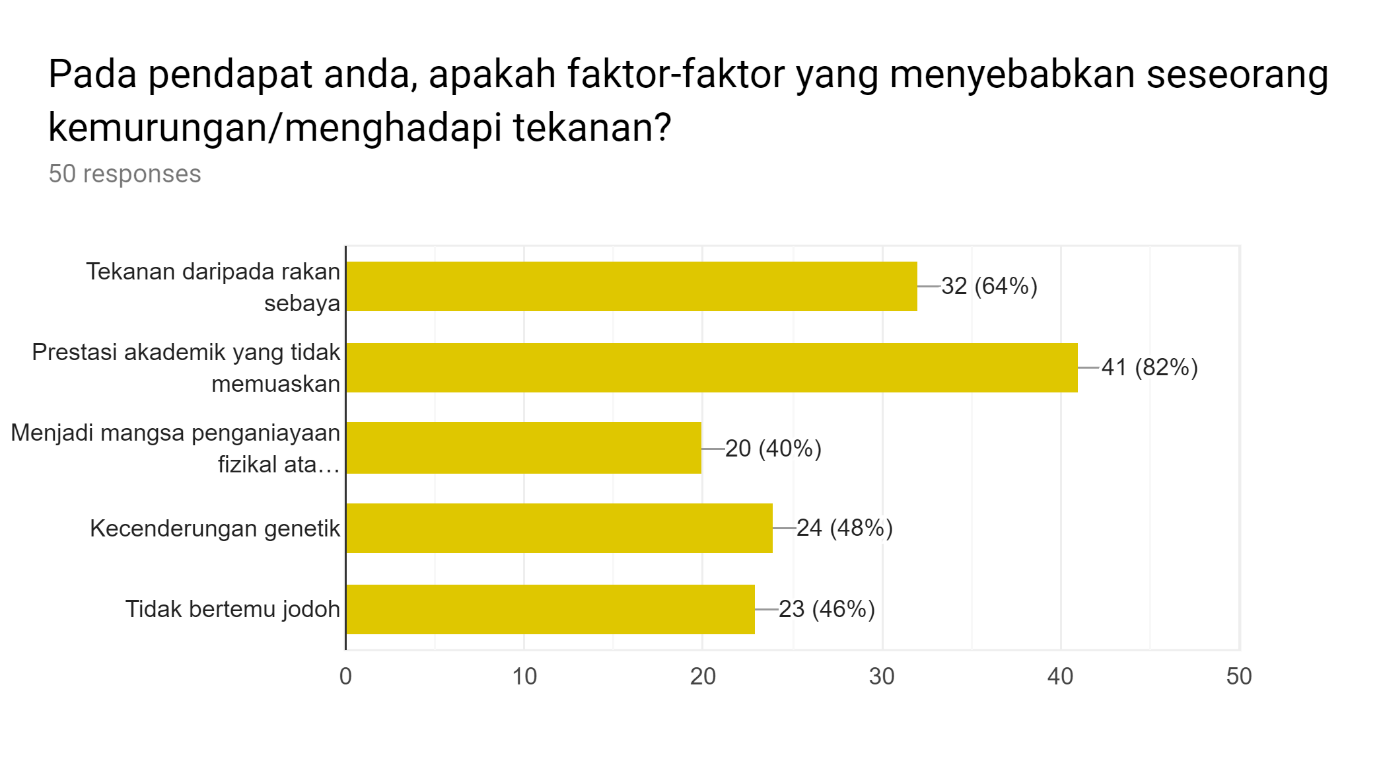 Pada pendapat anda, apakah faktor-faktor yang menyebabkan seseorang
kemurungan/menghadapi tekanan?
50 responses
Tekanan daripada rakan
sebaya
32 (64%)
Prestasi akademik yang tidak
memuaskan
41 (82%)
Menjadi mangsa penganiayaan
fizikal ata…
20 (40%)
Kecenderungan genetik
24 (48%)
Tidak bertemu jodoh
23 (46%)
0 10 20 30 40 50